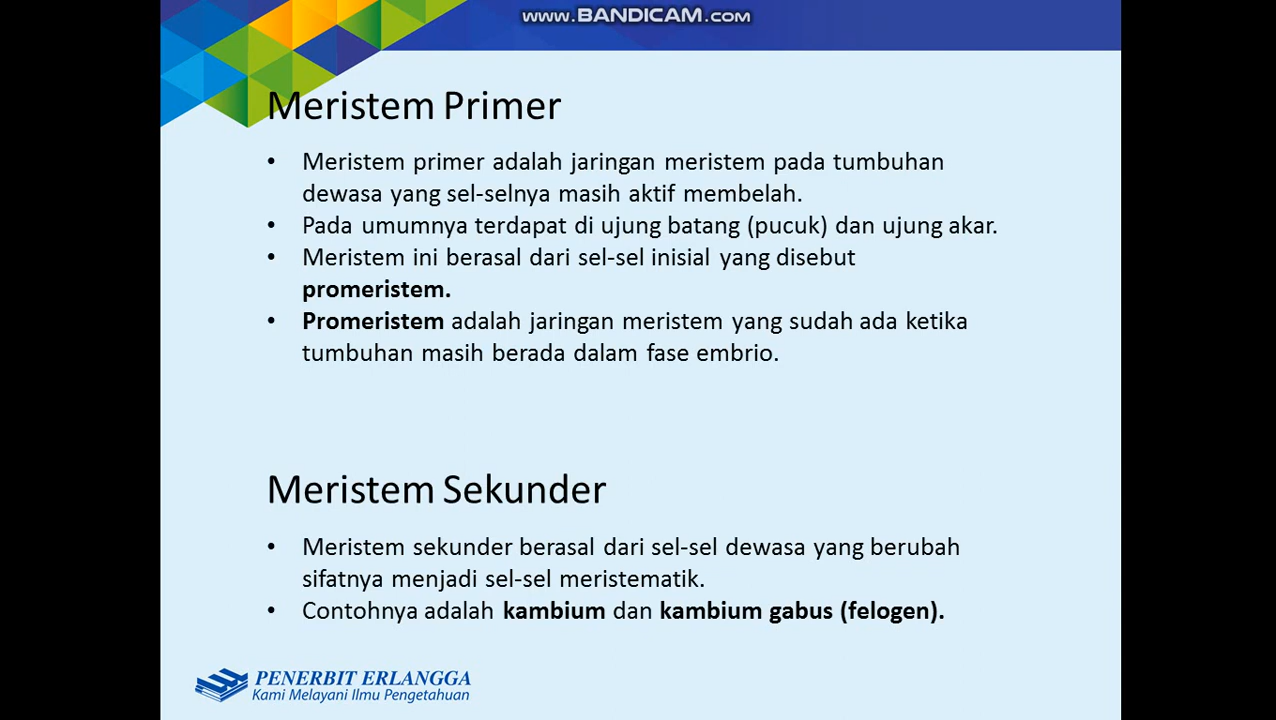 www.BANDICAM.com
Meristem Primer
• Meristem primer adalah jaringan meristem pada tumbuhan
dewasa yang sel-selnya masih aktif membelah.
• Pada umumnya terdapat di ujung batang (pucuk) dan ujung akar.
• Meristem ini berasal dari sel-sel inisial yang disebut
promeristem.
• Promeristem adalah jaringan meristem yang sudah ada ketika
tumbuhan masih berada dalam fase embrio.
Meristem Sekunder
• Meristem sekunder berasal dari sel-sel dewasa yang berubah
sifatnya menjadi sel-sel meristematik.
• Contohnya adalah kambium dan kambium gabus (felogen).
PENERBIT ERLANGGA
Kami Melayani Ilmu Pengetahuan